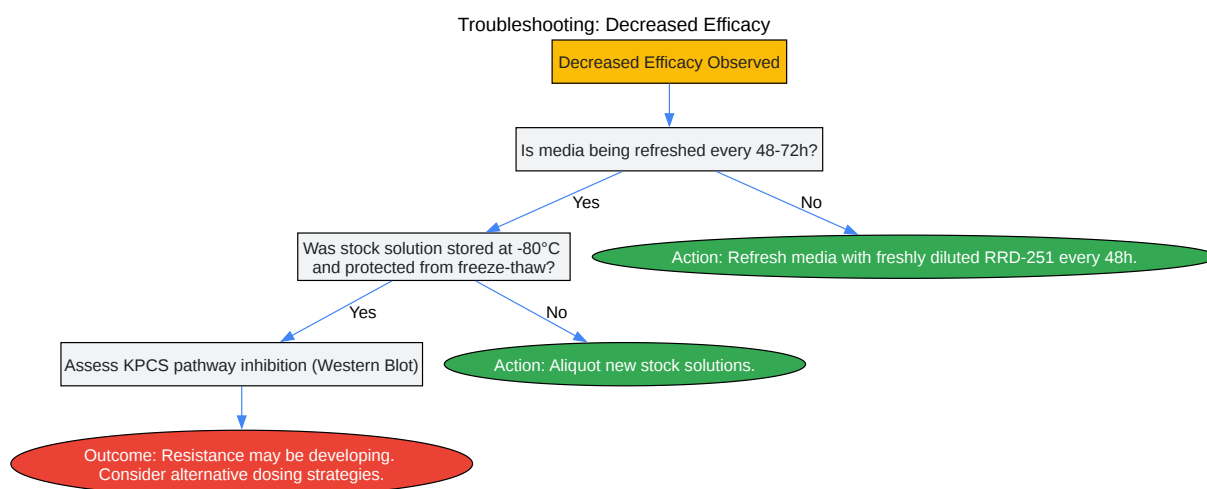 Troubleshooting: Decreased Efficacy
Decreased Efficacy Observed
Is media being refreshed every 48-72h?
Yes
No
Was stock solution stored at -80°C
and protected from freeze-thaw?
Action: Refresh media with freshly diluted RRD-251 every 48h.
Yes
No
Assess KPCS pathway inhibition (Western Blot)
Action: Aliquot new stock solutions.
Outcome: Resistance may be developing.
Consider alternative dosing strategies.